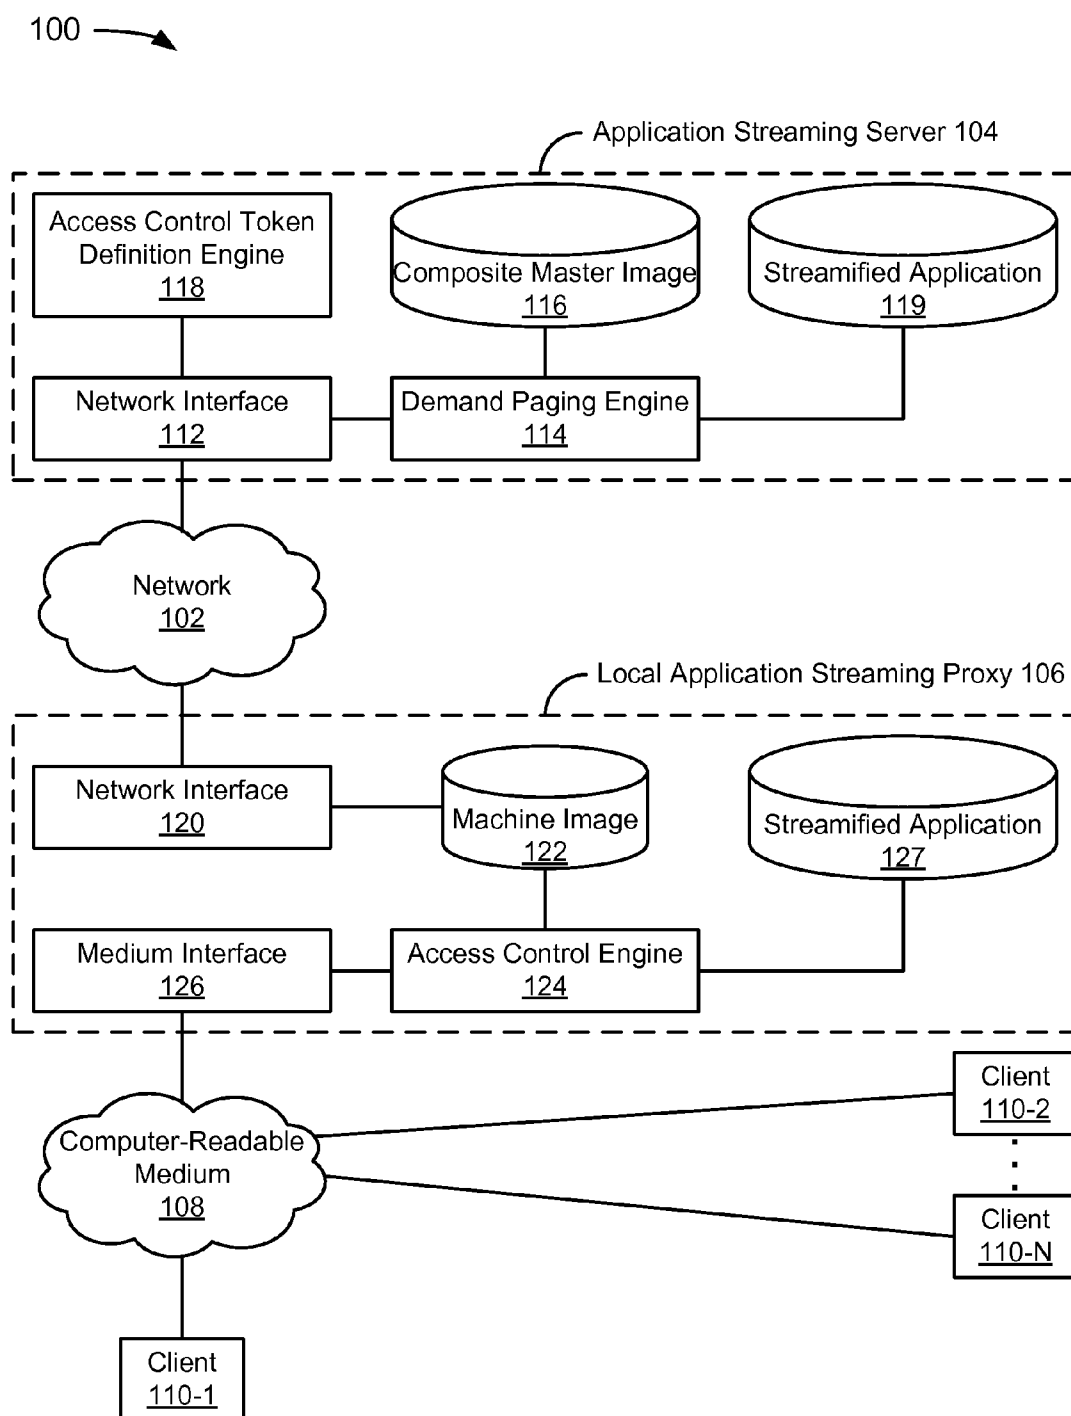 100
Application Streaming Server 104
Access Control Token
Definition Engine
118
Composite Master Image
116
Streamified Application
119
Network Interface
112
Demand Paging Engine
114
Network
102
Local Application Streaming Proxy 106
Network Interface
120
Machine Image
122
Streamified Application
127
Medium Interface
126
Access Control Engine
124
Client
110-2
Computer-Readable
Medium
108
Client
110-N
Client
110-1